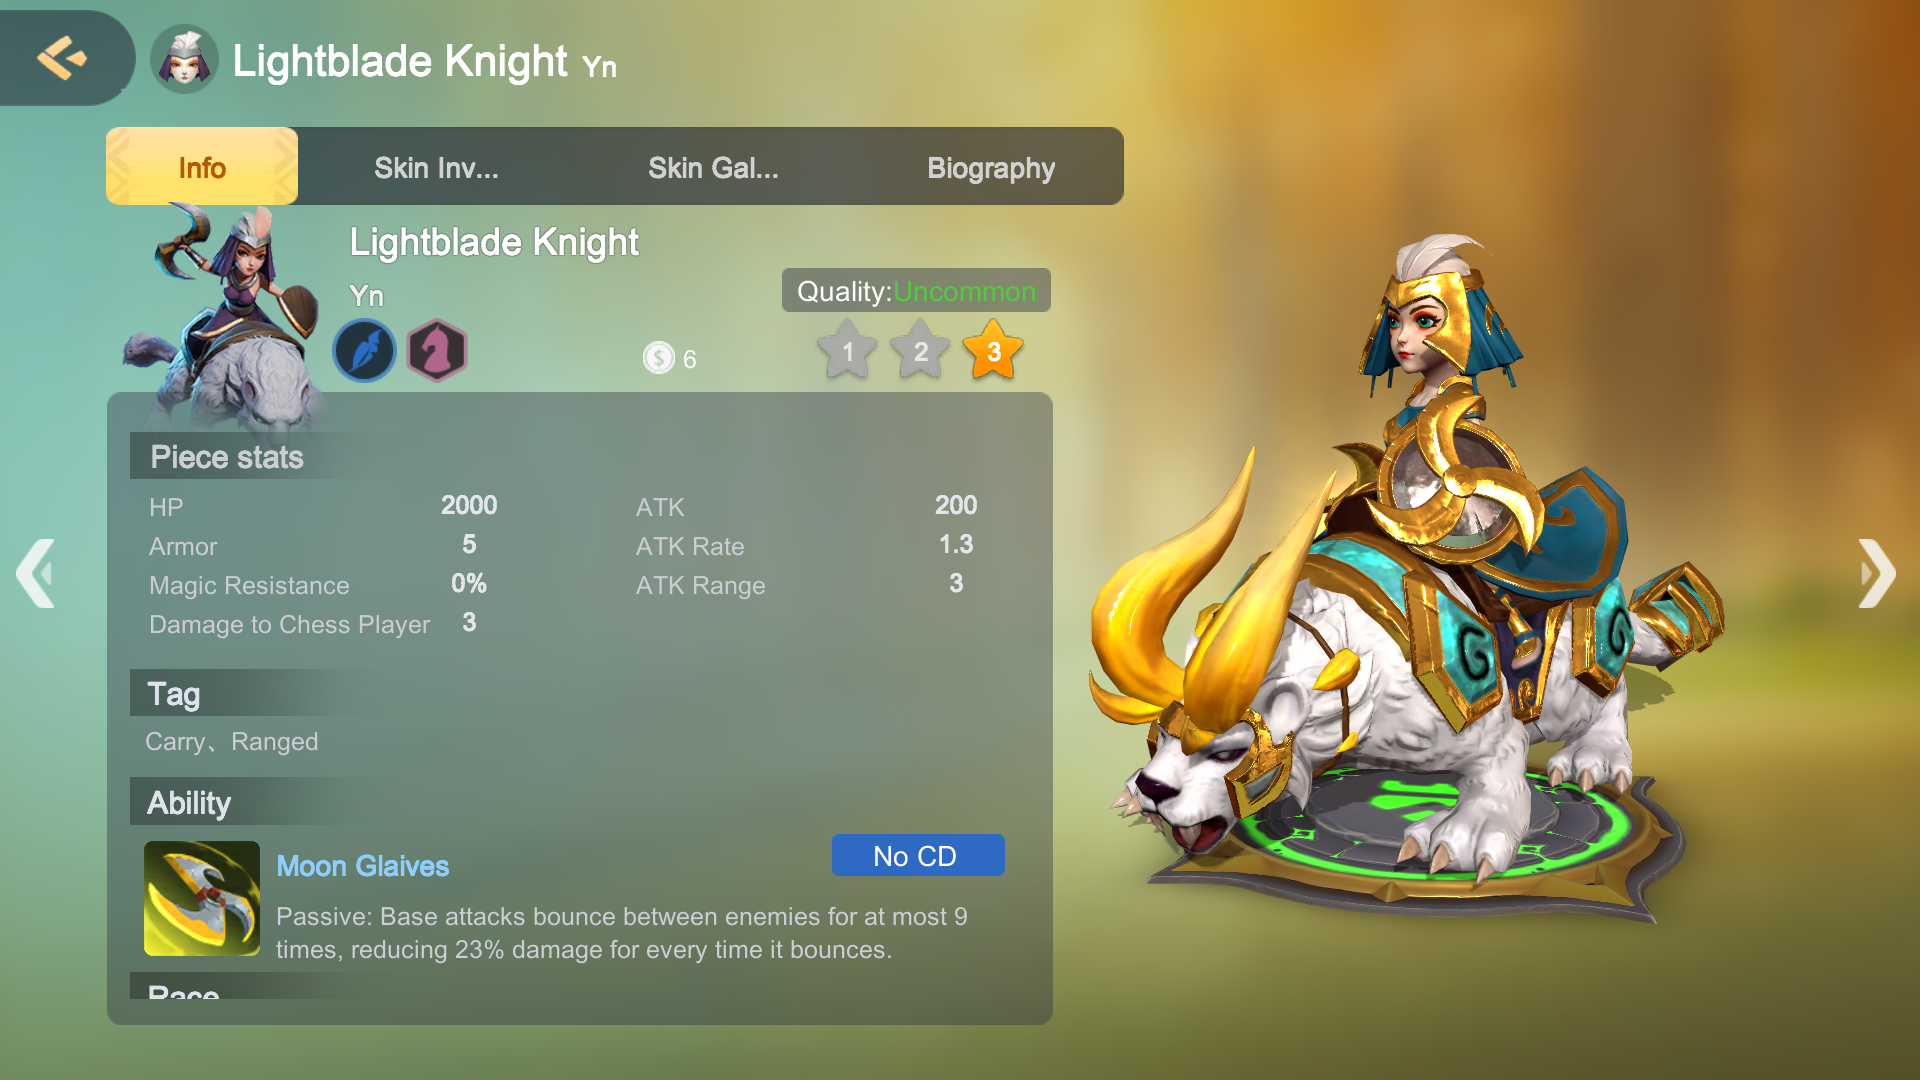 Lightblade Knight Yn
Info
Skin Inv...
Skin Gal...
Biography
Lightblade Knight
Yn
Quality:Uncommon
$ 6
1 2 3
Piece stats
HP 2000 ATK 200
Armor 5 ATK Rate 1.3
Magic Resistance 0% ATK Range 3
Damage to Chess Player 3
Tag
Carry、Ranged
Ability
Moon Glaives
No CD
Passive: Base attacks bounce between enemies for at most 9
times, reducing 23% damage for every time it bounces.
Race